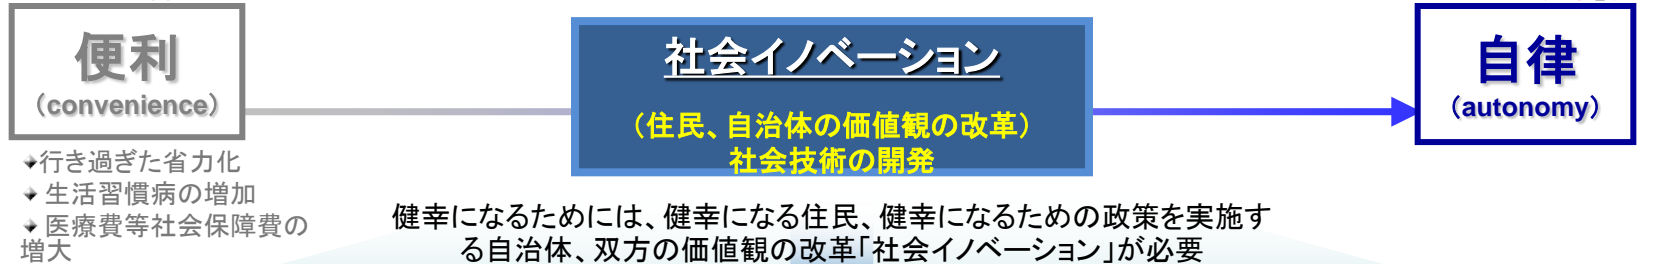 便利
（convenience）
◆行き過ぎた省力化
◆ 生活習慣病の増加
◆ 医療費等社会保障費の
増大
社会イノベーション
（住民、自治体の価値観の改革）
社会技術の開発
自律
（autonomy）
健幸になるためには、健幸になる住民、健幸になるための政策を実施す
る自治体、双方の価値観の改革「社会イノベーション」が必要